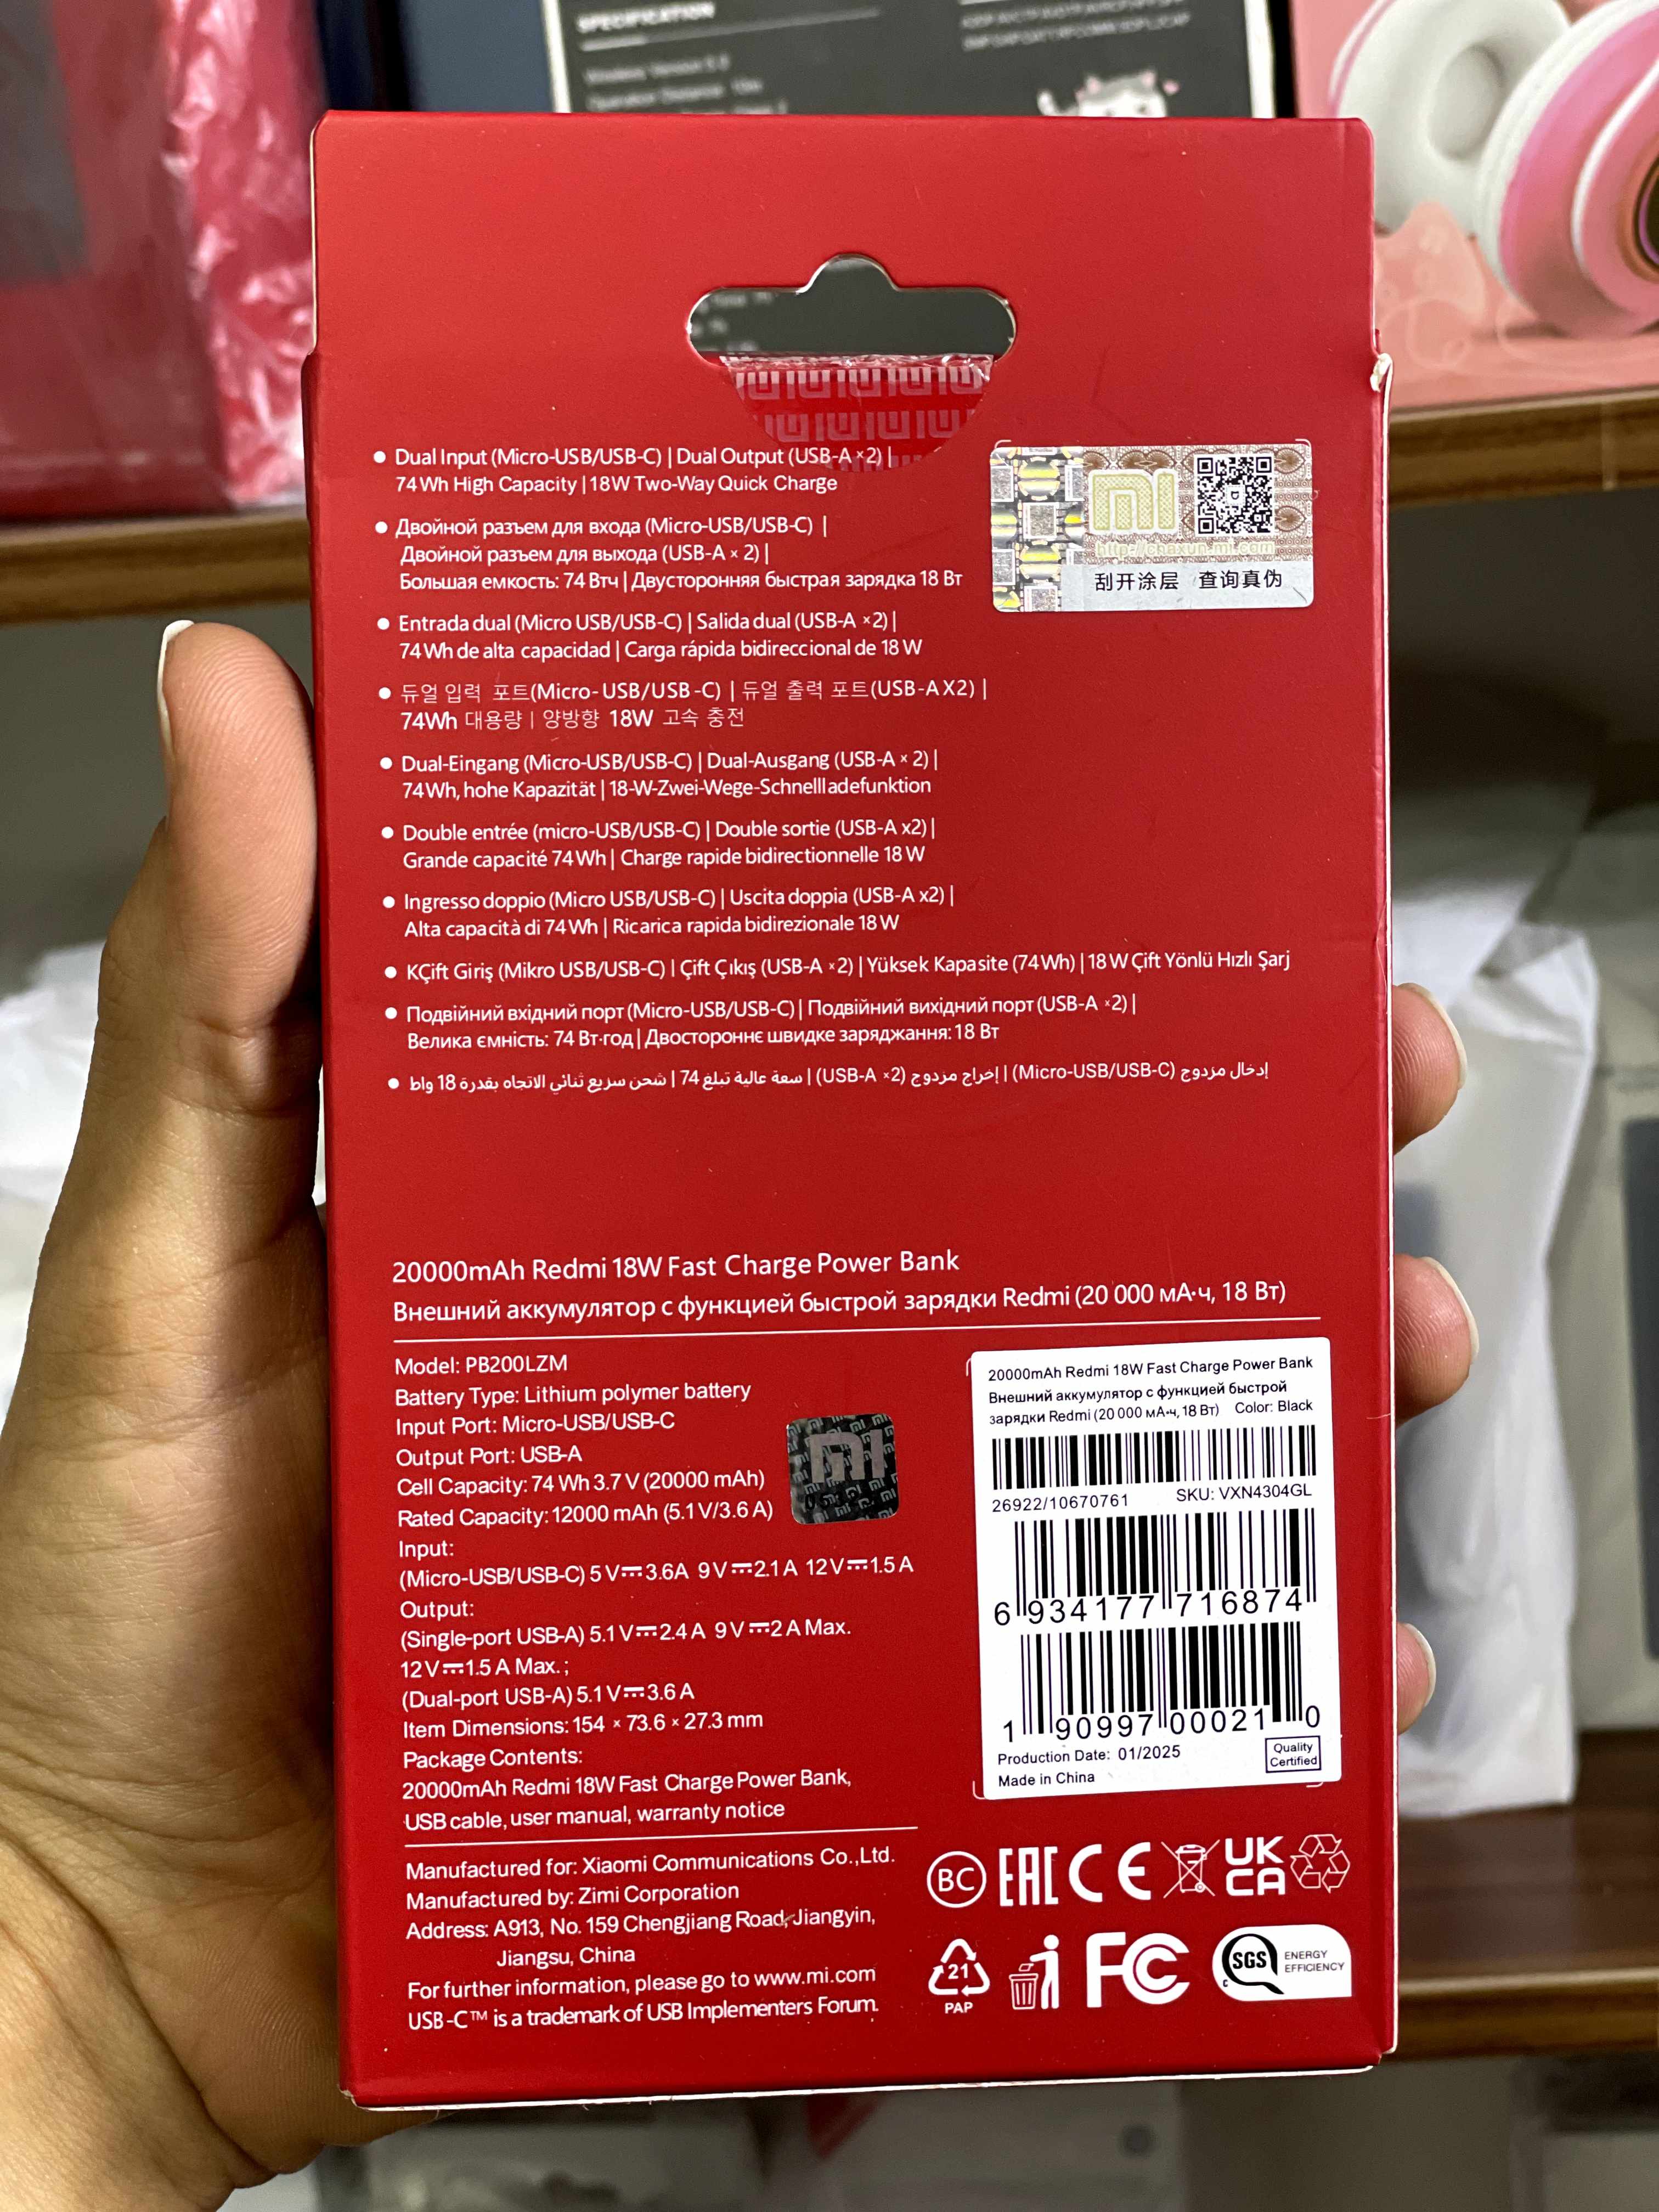 SPECIFICATION
Dual Input (Micro-USB/USB-C) | Dual Output (USB-A ×2) |
74 Wh High Capacity | 18W Two-Way Quick Charge
Двойной разъем для входа (Micro-USB/USB-C) |
Двойной разъем для выхода (USB-A × 2) |
Большая емкость: 74 Втч | Двусторонняя быстрая зарядка 18 Вт
Entrada dual (Micro USB/USB-C) | Salida dual (USB-A ×2) |
74 Wh de alta capacidad | Carga rápida bidireccional de 18 W
듀얼 입력 포트(Micro-USB/USB-C) | 듀얼 출력 포트(USB-A X2) |
74Wh 대용량 | 양방향 18W 고속 충전
Dual-Eingang (Micro-USB/USB-C) | Dual-Ausgang (USB-A × 2) |
74 Wh, hohe Kapazität | 18-W-Zwei-Wege-Schnellladefunktion
Double entrée (micro-USB/USB-C) | Double sortie (USB-A x2) |
Grande capacité 74 Wh | Charge rapide bidirectionnelle 18 W
Ingresso doppio (Micro USB/USB-C) | Uscita doppia (USB-A x2) |
Alta capacità di 74 Wh | Ricarica rapida bidirezionale 18 W
KÇift Giriş (Mikro USB/USB-C) | Çift Çıkış (USB-A ×2) | Yüksek Kapasite (74 Wh) | 18 W Çift Yönlü Hızlı Şarj
Подвійний вхідний порт (Micro-USB/USB-C) | Подвійний вихідний порт (USB-A ×2) |
Велика ємність: 74 Вт·год | Двостороннє швидке заряджання: 18 Вт
إدخال مزدوج (Micro-USB/USB-C) | إخراج مزدوج (USB-A ×2) | سعة عالية تبلغ 74 | شحن سريع ثنائي الاتجاه بقدرة 18 واط
mi
http://chaxun.mi.com
刮开涂层 查询真伪
20000mAh Redmi 18W Fast Charge Power Bank
Внешний аккумулятор с функцией быстрой зарядки Redmi (20 000 мА·ч, 18 Вт)
Model: PB200LZM
Battery Type: Lithium polymer battery
Input Port: Micro-USB/USB-C
Output Port: USB-A
Cell Capacity: 74 Wh 3.7 V (20000 mAh)
Rated Capacity: 12000 mAh (5.1 V/3.6 A)
Input:
(Micro-USB/USB-C) 5 V⎓3.6A 9 V⎓2.1 A 12 V⎓1.5 A
Output:
(Single-port USB-A) 5.1 V⎓2.4 A 9 V⎓2 A Max.
12 V⎓1.5 A Max. ;
(Dual-port USB-A) 5.1 V⎓3.6 A
Item Dimensions: 154 × 73.6 × 27.3 mm
Package Contents:
20000mAh Redmi 18W Fast Charge Power Bank,
USB cable, user manual, warranty notice
mi
20000mAh Redmi 18W Fast Charge Power Bank
Внешний аккумулятор с функцией быстрой
зарядки Redmi (20 000 мА·ч, 18 Вт) Color: Black
26922/10670761 SKU: VXN4304GL
6 934177 716874
1 90997 00021 0
Production Date: 01/2025
Made in China
Quality
Certified
Manufactured for: Xiaomi Communications Co.,Ltd.
Manufactured by: Zimi Corporation
Address: A913, No. 159 Chengjiang Road, Jiangyin,
Jiangsu, China
For further information, please go to www.mi.com
USB-C™ is a trademark of USB Implementers Forum.
BC EAC CE UK
CA
21
PAP
FC
SGS
ENERGY
EFFICIENCY